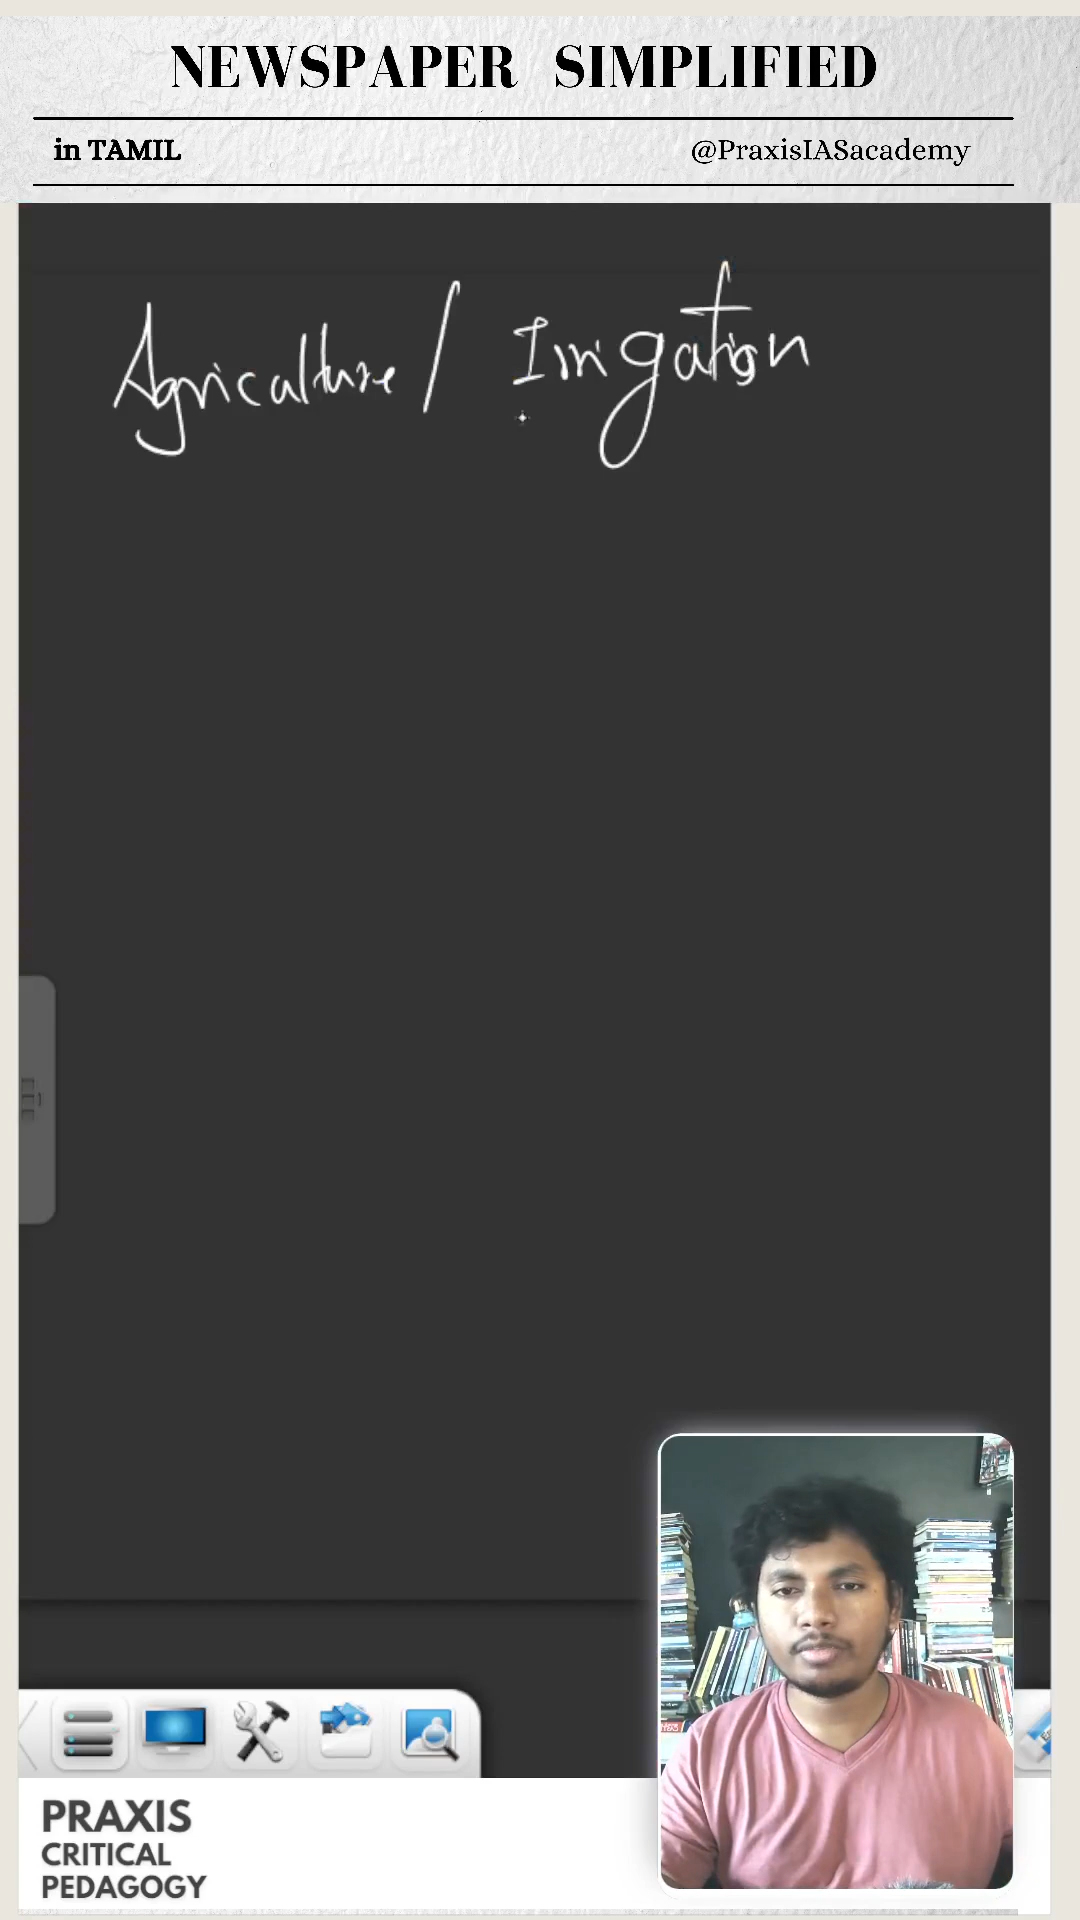 NEWSPAPER SIMPLIFIED
in TAMIL @PraxisIASacademy
Agriculture / Irrigation
PRAXIS
CRITICAL
PEDAGOGY